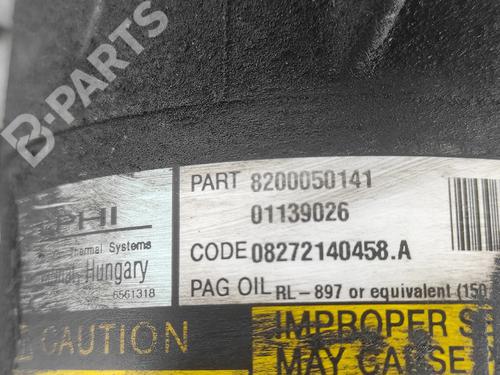 B-PARTS
PHI
Thermal Systems
Hungary
6561318
PART 8200050141
01139026
CODE 08272140458.A
PAG OIL RL-897 or equivalent (150
CAUTION
IMPROPER S
MAY CAUSE